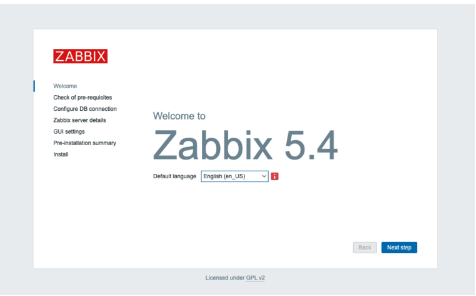 ZABBIX
Welcome
Check of pre-requisites
Configure DB connection
Zabbix server details
GUI settings
Pre-installation summary
Install
Welcome to
Zabbix 5.4
Default language English (en_US)
Back Next step
Licensed under GPL v2